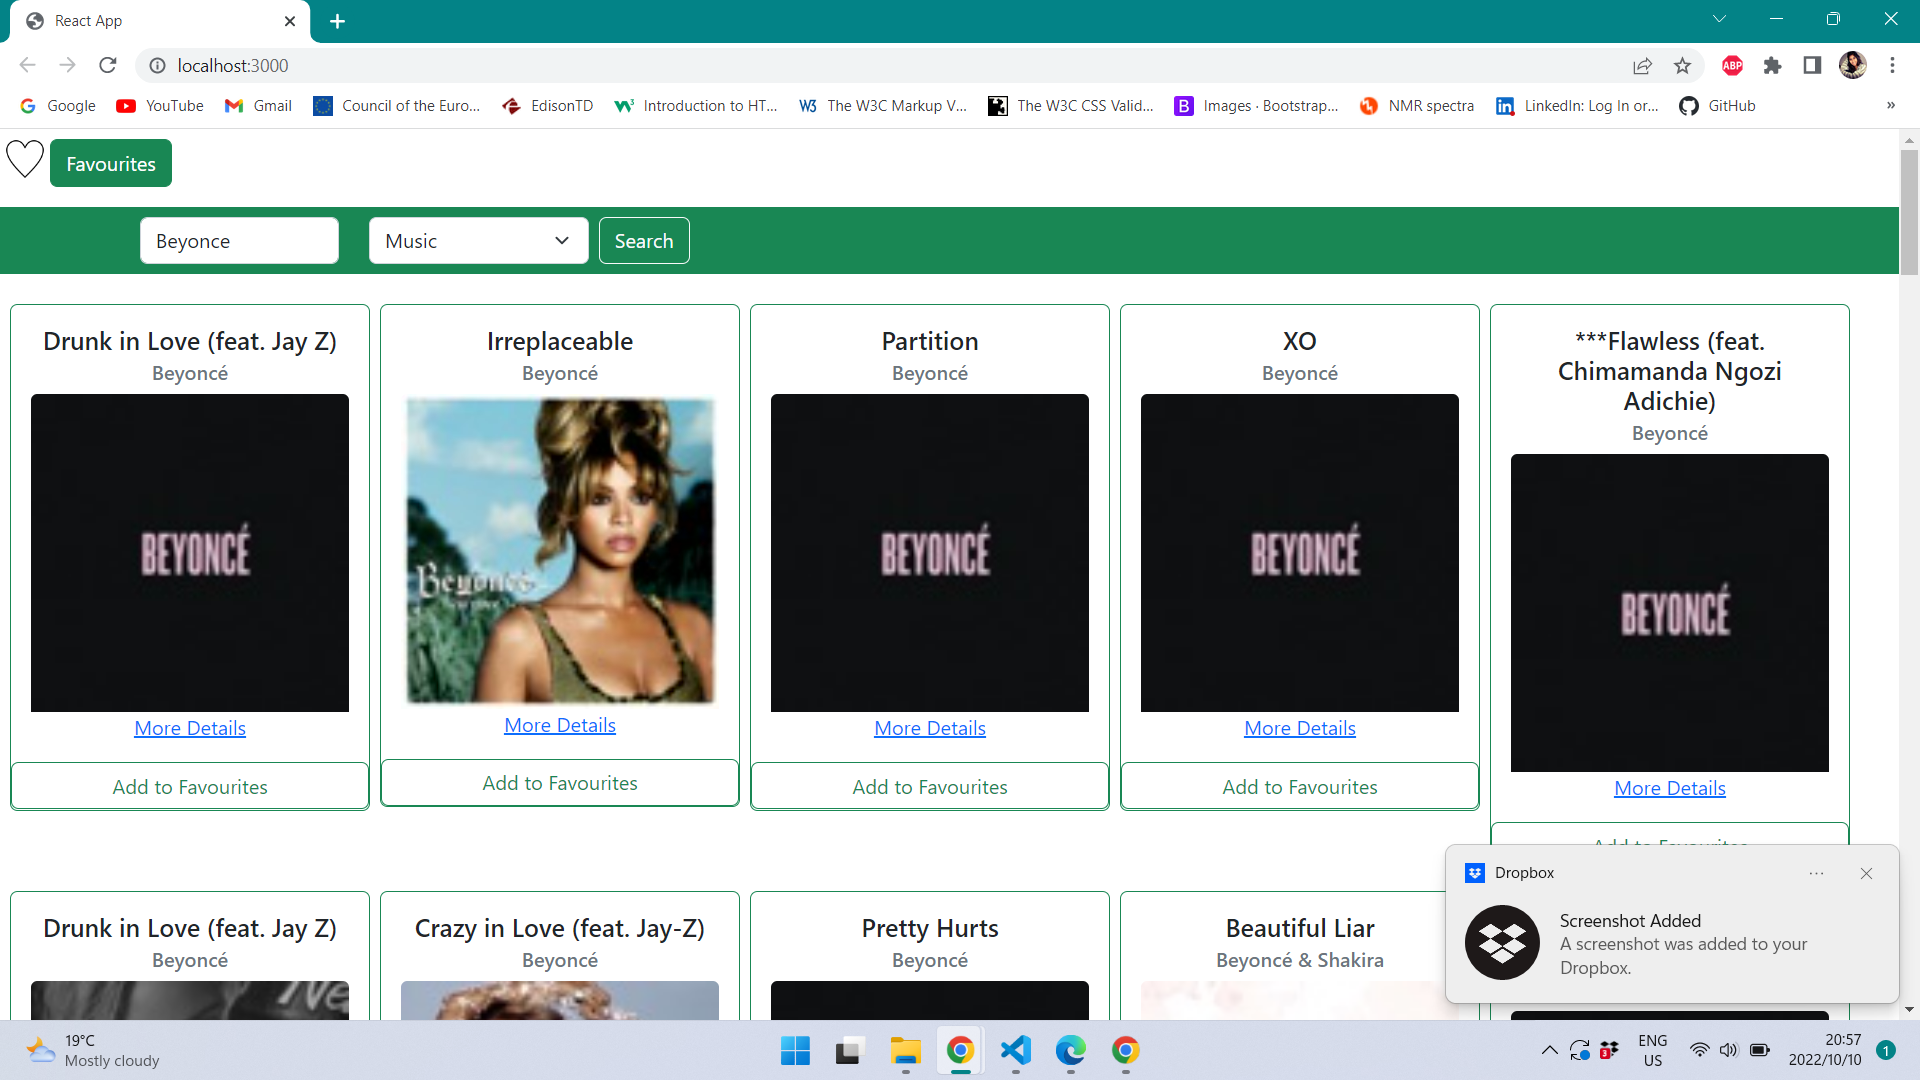 React App
localhost:3000
ABP
Google
YouTube
Gmail
Council of the Euro...
EdisonTD
Introduction to HT...
The W3C Markup V...
The W3C CSS Valid...
Images · Bootstrap...
NMR spectra
LinkedIn: Log In or...
GitHub
»
Favourites
Beyonce
Music
Search
Drunk in Love (feat. Jay Z)
Beyoncé
BEYONCÉ
More Details
Add to Favourites
Irreplaceable
Beyoncé
Beyoncé
More Details
Add to Favourites
Partition
Beyoncé
BEYONCÉ
More Details
Add to Favourites
XO
Beyoncé
BEYONCÉ
More Details
Add to Favourites
***Flawless (feat.
Chimamanda Ngozi
Adichie)
Beyoncé
BEYONCÉ
More Details
Add to Favourites
Drunk in Love (feat. Jay Z)
Beyoncé
Ne
Crazy in Love (feat. Jay-Z)
Beyoncé
Pretty Hurts
Beyoncé
Beautiful Liar
Beyoncé & Shakira
Dropbox
Screenshot Added
A screenshot was added to your
Dropbox.
19°C
Mostly cloudy
3
ENG
US
20:57
2022/10/10
1